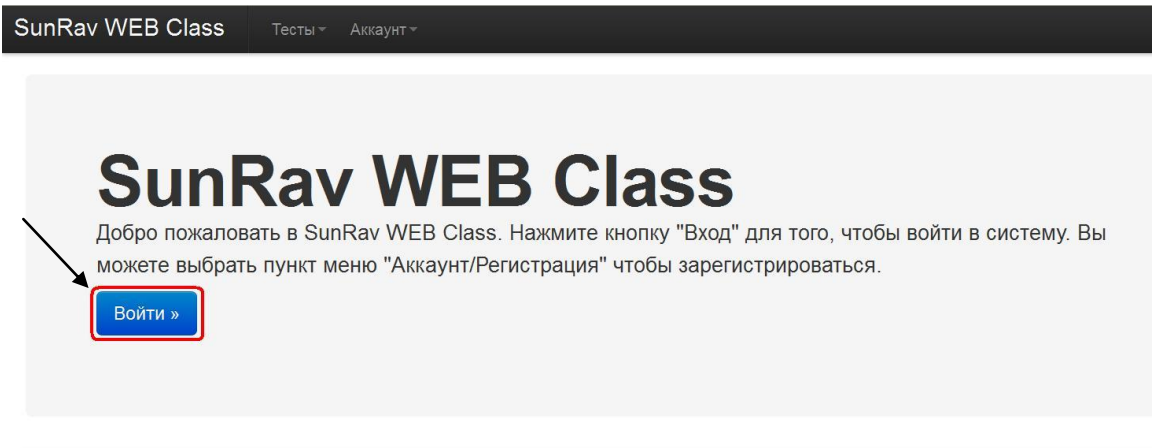 SunRav WEB Class Тесты Аккаунт
SunRav WEB Class
Добро пожаловать в SunRav WEB Class. Нажмите кнопку "Вход" для того, чтобы войти в систему. Вы
можете выбрать пункт меню "Аккаунт/Регистрация" чтобы зарегистрироваться.
Войти »